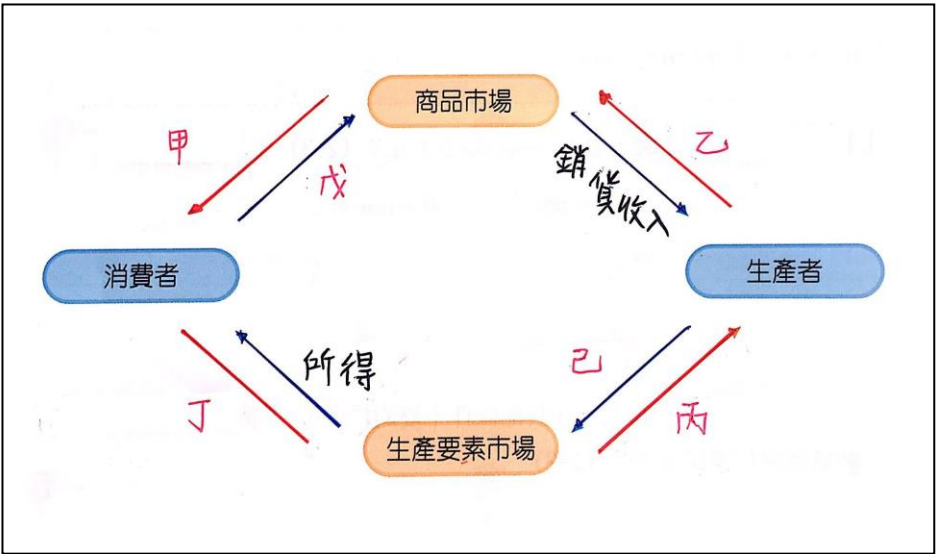 商品市場
甲
戊
銷貨收入
乙
消費者
生產者
丁
所得
己
丙
生產要素市場